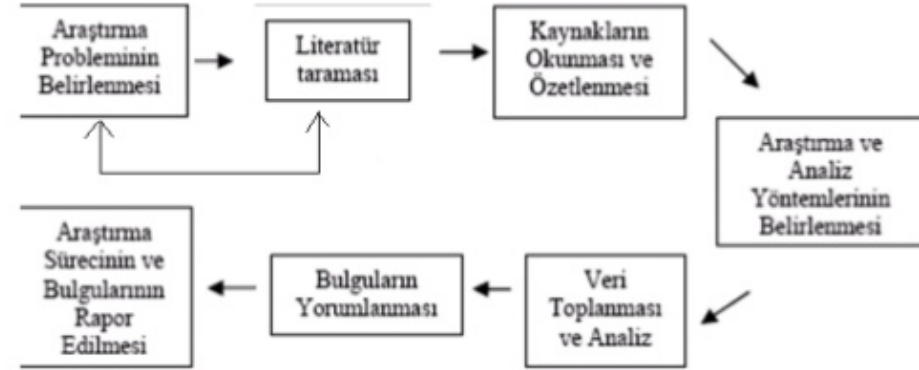 Araştırma
Probleminin
Belirlenmesi
Literatür
taraması
Kaynakların
Okunması ve
Özetlenmesi
Araştırma ve
Analiz
Yöntemlerinin
Belirlenmesi
Veri
Toplanması
ve Analiz
Bulguların
Yorumlanması
Araştırma
Sürecinin ve
Bulgularının
Rapor
Edilmesi